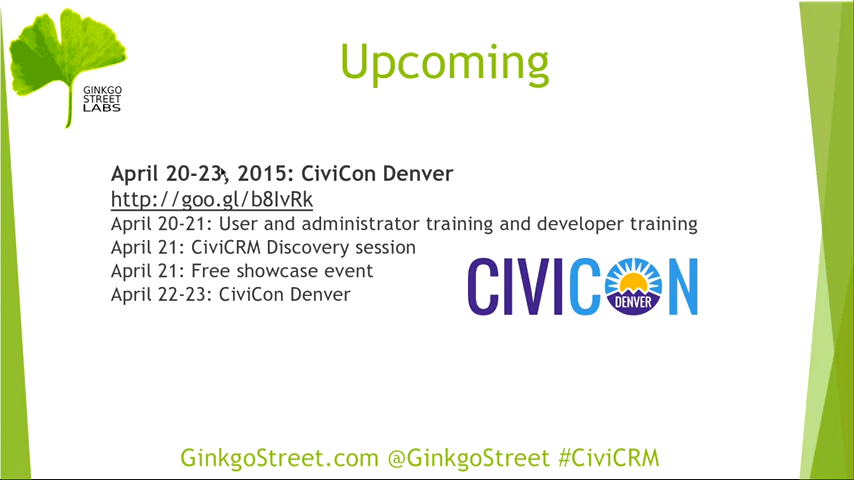 GINKGO
STREET
LABS
Upcoming
April 20-23, 2015: CiviCon Denver
http://goo.gl/b8IvRk
April 20-21: User and administrator training and developer training
April 21: CiviCRM Discovery session
April 21: Free showcase event
April 22-23: CiviCon Denver
CIVICON
DENVER
GinkgoStreet.com @GinkgoStreet #CiviCRM